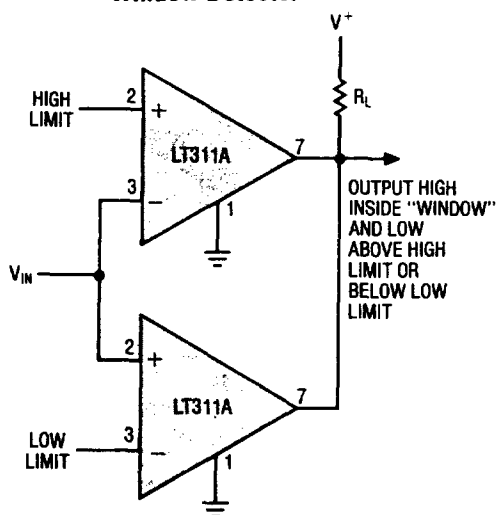 V+
HIGH
LIMIT
2
+
LT311A
7
RL
3
−
1
OUTPUT HIGH
INSIDE "WINDOW"
AND LOW
ABOVE HIGH
LIMIT OR
BELOW LOW
LIMIT
VIN
2
+
LT311A
7
LOW
LIMIT
3
−
1